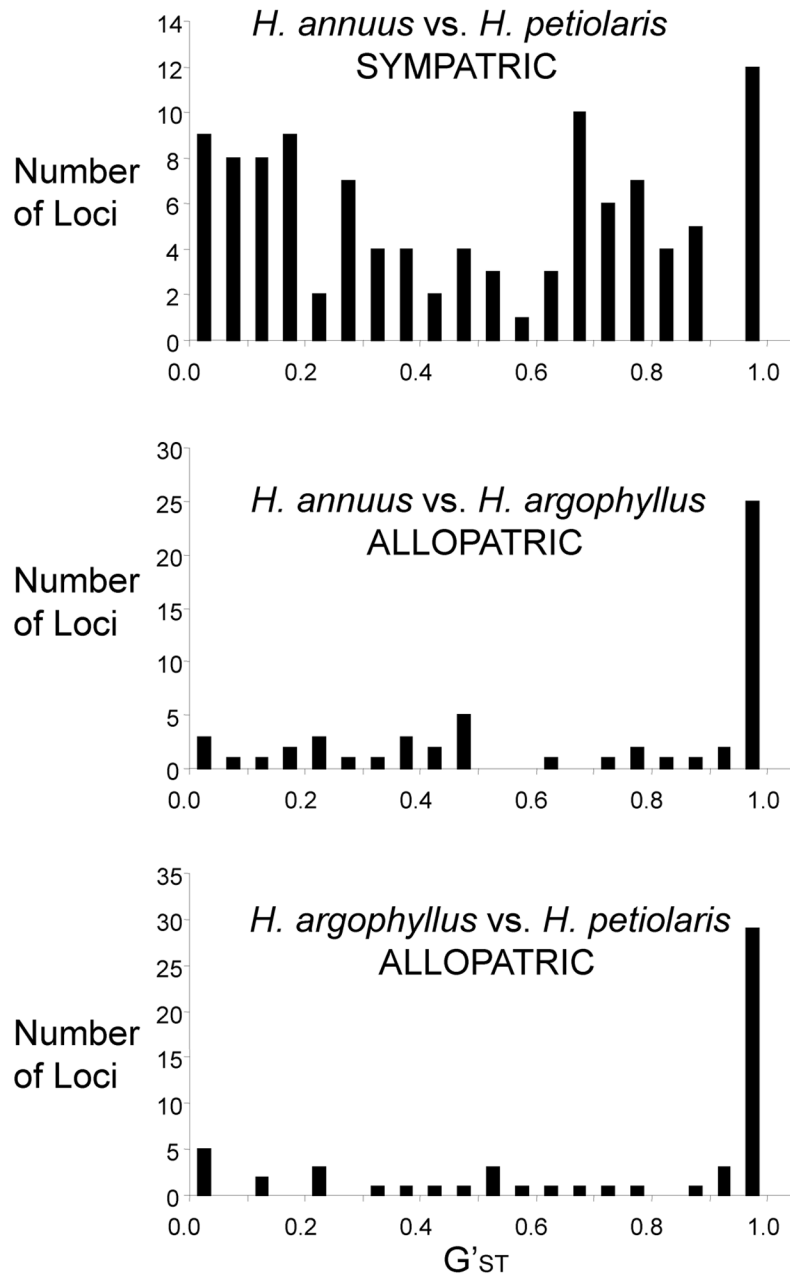 H. annuus vs. H. petiolaris
SYMPATRIC
Number
of Loci
14
12
10
8
6
4
2
0
0.0 0.2 0.4 0.6 0.8 1.0
H. annuus vs. H. argophyllus
ALLOPATRIC
Number
of Loci
30
25
20
15
10
5
0
0.0 0.2 0.4 0.6 0.8 1.0
H. argophyllus vs. H. petiolaris
ALLOPATRIC
Number
of Loci
35
30
25
20
15
10
5
0
0.0 0.2 0.4 0.6 0.8 1.0
G'ST